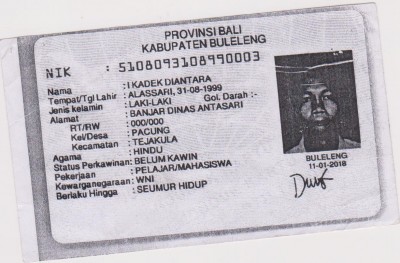 PROVINSI BALI
KABUPATEN BULELENG
NIK : 5108093108990003
Nama : I KADEK DIANTARA
Tempat/Tgl Lahir : ALASSARI, 31-08-1999
Jenis kelamin : LAKI-LAKI Gol. Darah :-
Alamat : BANJAR DINAS ANTASARI
RT/RW : 000/000
Kel/Desa : PACUNG
Kecamatan : TEJAKULA
Agama : HINDU
Status Perkawinan: BELUM KAWIN
Pekerjaan : PELAJAR/MAHASISWA
Kewarganegaraan: WNI
Berlaku Hingga : SEUMUR HIDUP
BULELENG
11-01-2018